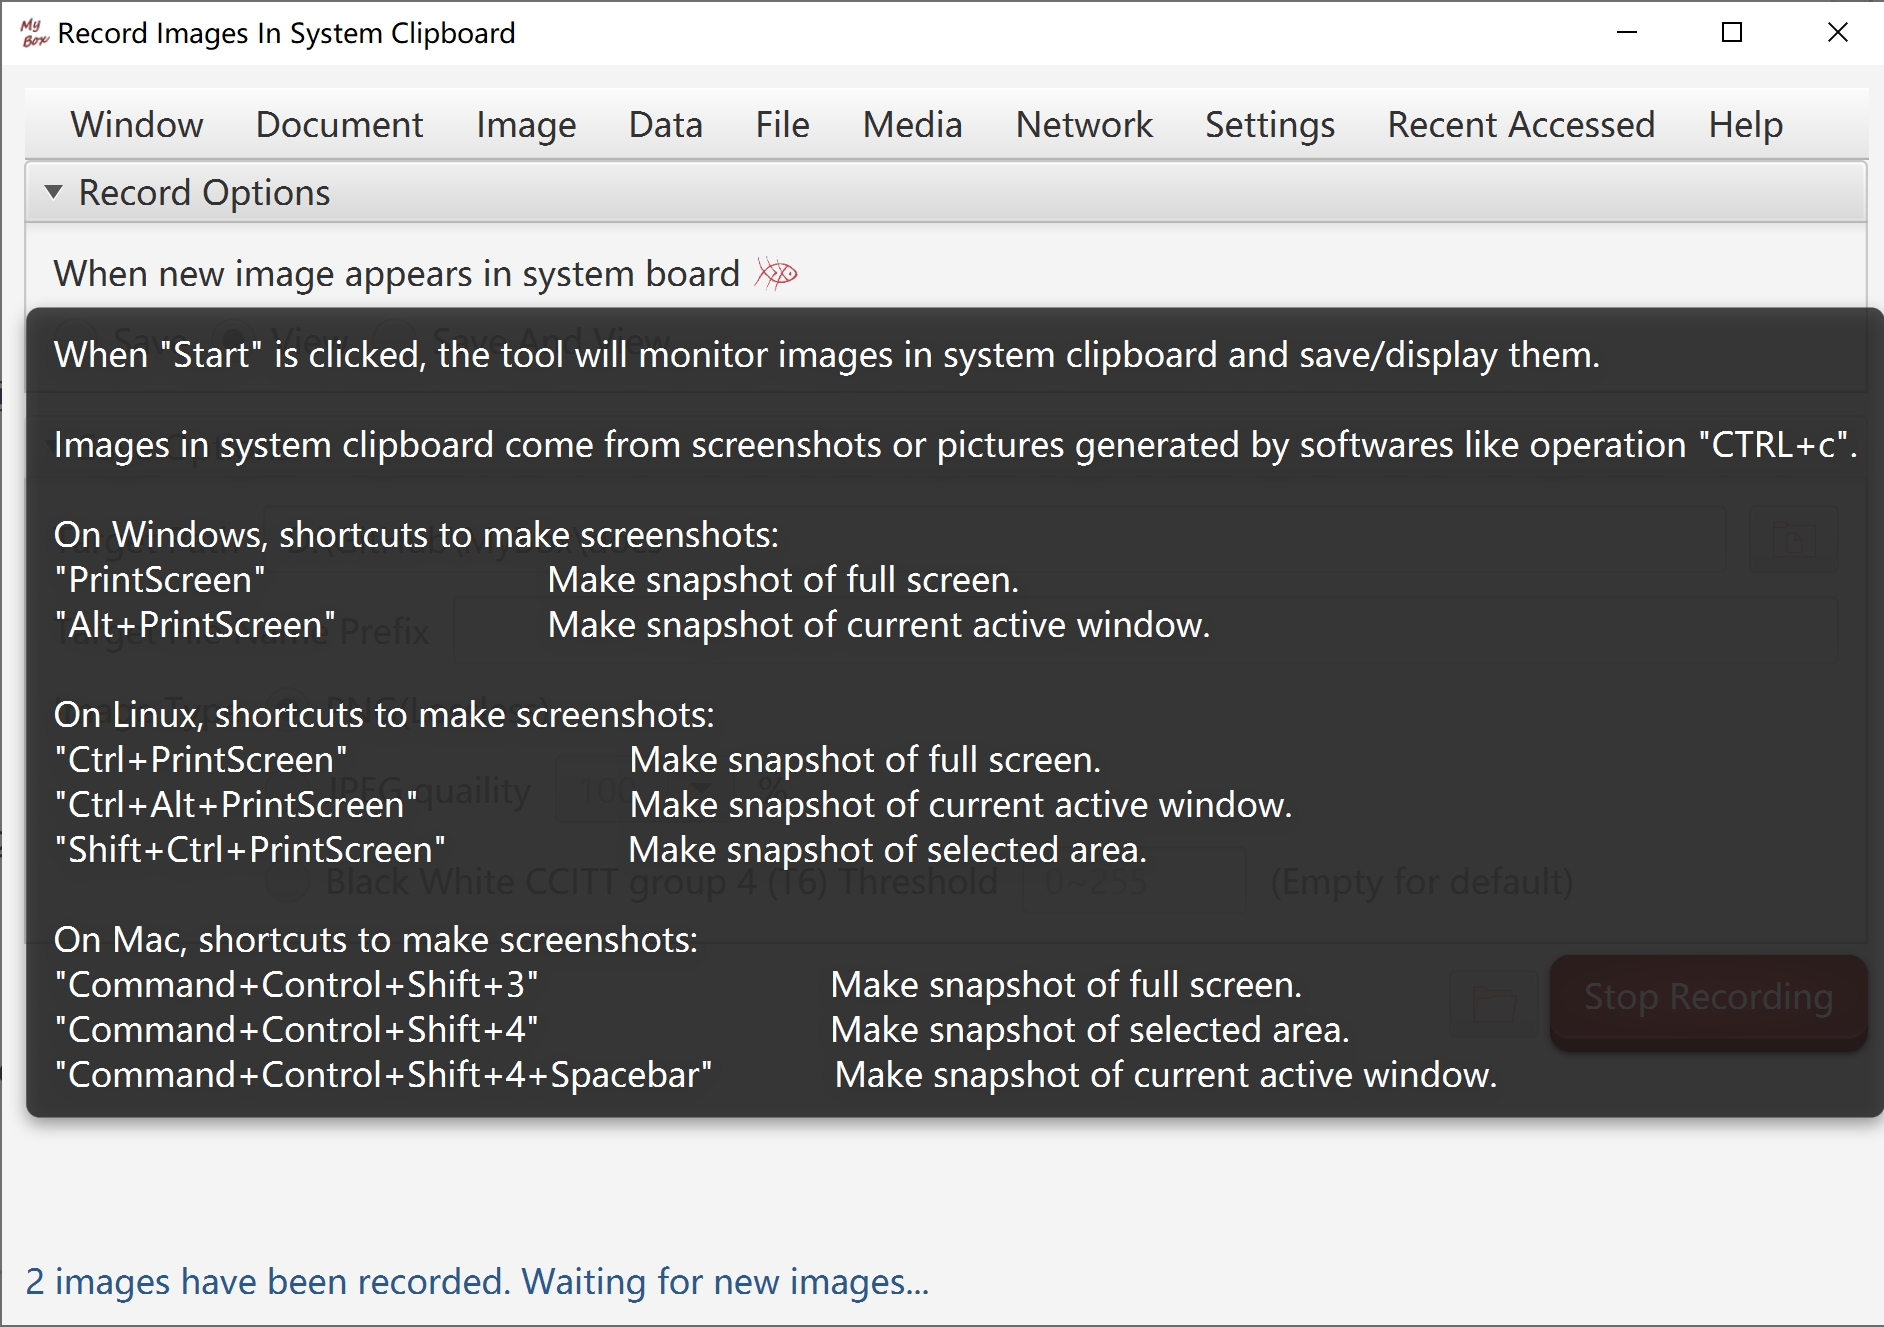 My Box Record Images In System Clipboard
Window Document Image Data File Media Network Settings Recent Accessed Help
Record Options
When new image appears in system board
Save View Save And View
When "Start" is clicked, the tool will monitor images in system clipboard and save/display them.
Images in system clipboard come from screenshots or pictures generated by softwares like operation "CTRL+c".
On Windows, shortcuts to make screenshots:
"PrintScreen" Make snapshot of full screen.
"Alt+PrintScreen" Make snapshot of current active window.
Prefix
On Linux, shortcuts to make screenshots:
"Ctrl+PrintScreen" Make snapshot of full screen.
JPEG quaility 100 %
"Ctrl+Alt+PrintScreen" Make snapshot of current active window.
"Shift+Ctrl+PrintScreen" Make snapshot of selected area.
Black White CCITT group 4 (T6) Threshold 0~255 (Empty for default)
On Mac, shortcuts to make screenshots:
"Command+Control+Shift+3" Make snapshot of full screen.
Stop Recording
"Command+Control+Shift+4" Make snapshot of selected area.
"Command+Control+Shift+4+Spacebar" Make snapshot of current active window.
2 images have been recorded. Waiting for new images...